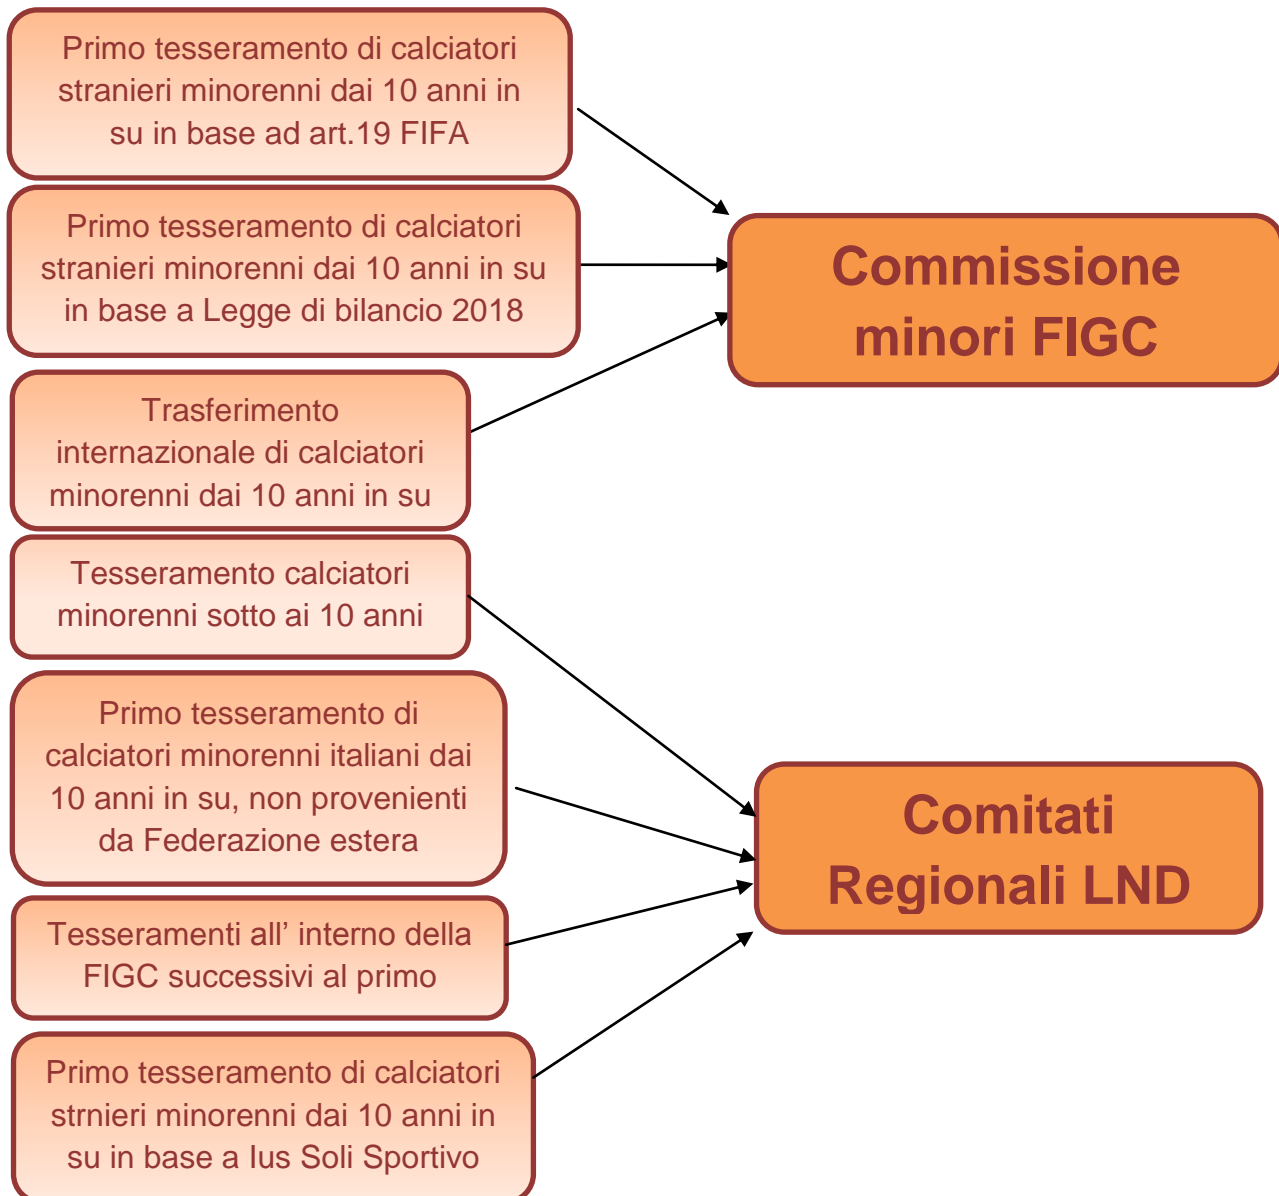 Primo tesseramento di calciatori
stranieri minorenni dai 10 anni in
su in base ad art.19 FIFA
Primo tesseramento di calciatori
stranieri minorenni dai 10 anni in su
in base a Legge di bilancio 2018
Commissione
minori FIGC
Trasferimento
internazionale di calciatori
minorenni dai 10 anni in su
Tesseramento calciatori
minorenni sotto ai 10 anni
Primo tesseramento di
calciatori minorenni italiani dai
10 anni in su, non provenienti
da Federazione estera
Comitati
Regionali LND
Tesseramenti all' interno della
FIGC successivi al primo
Primo tesseramento di calciatori
strnieri minorenni dai 10 anni in
su in base a Ius Soli Sportivo